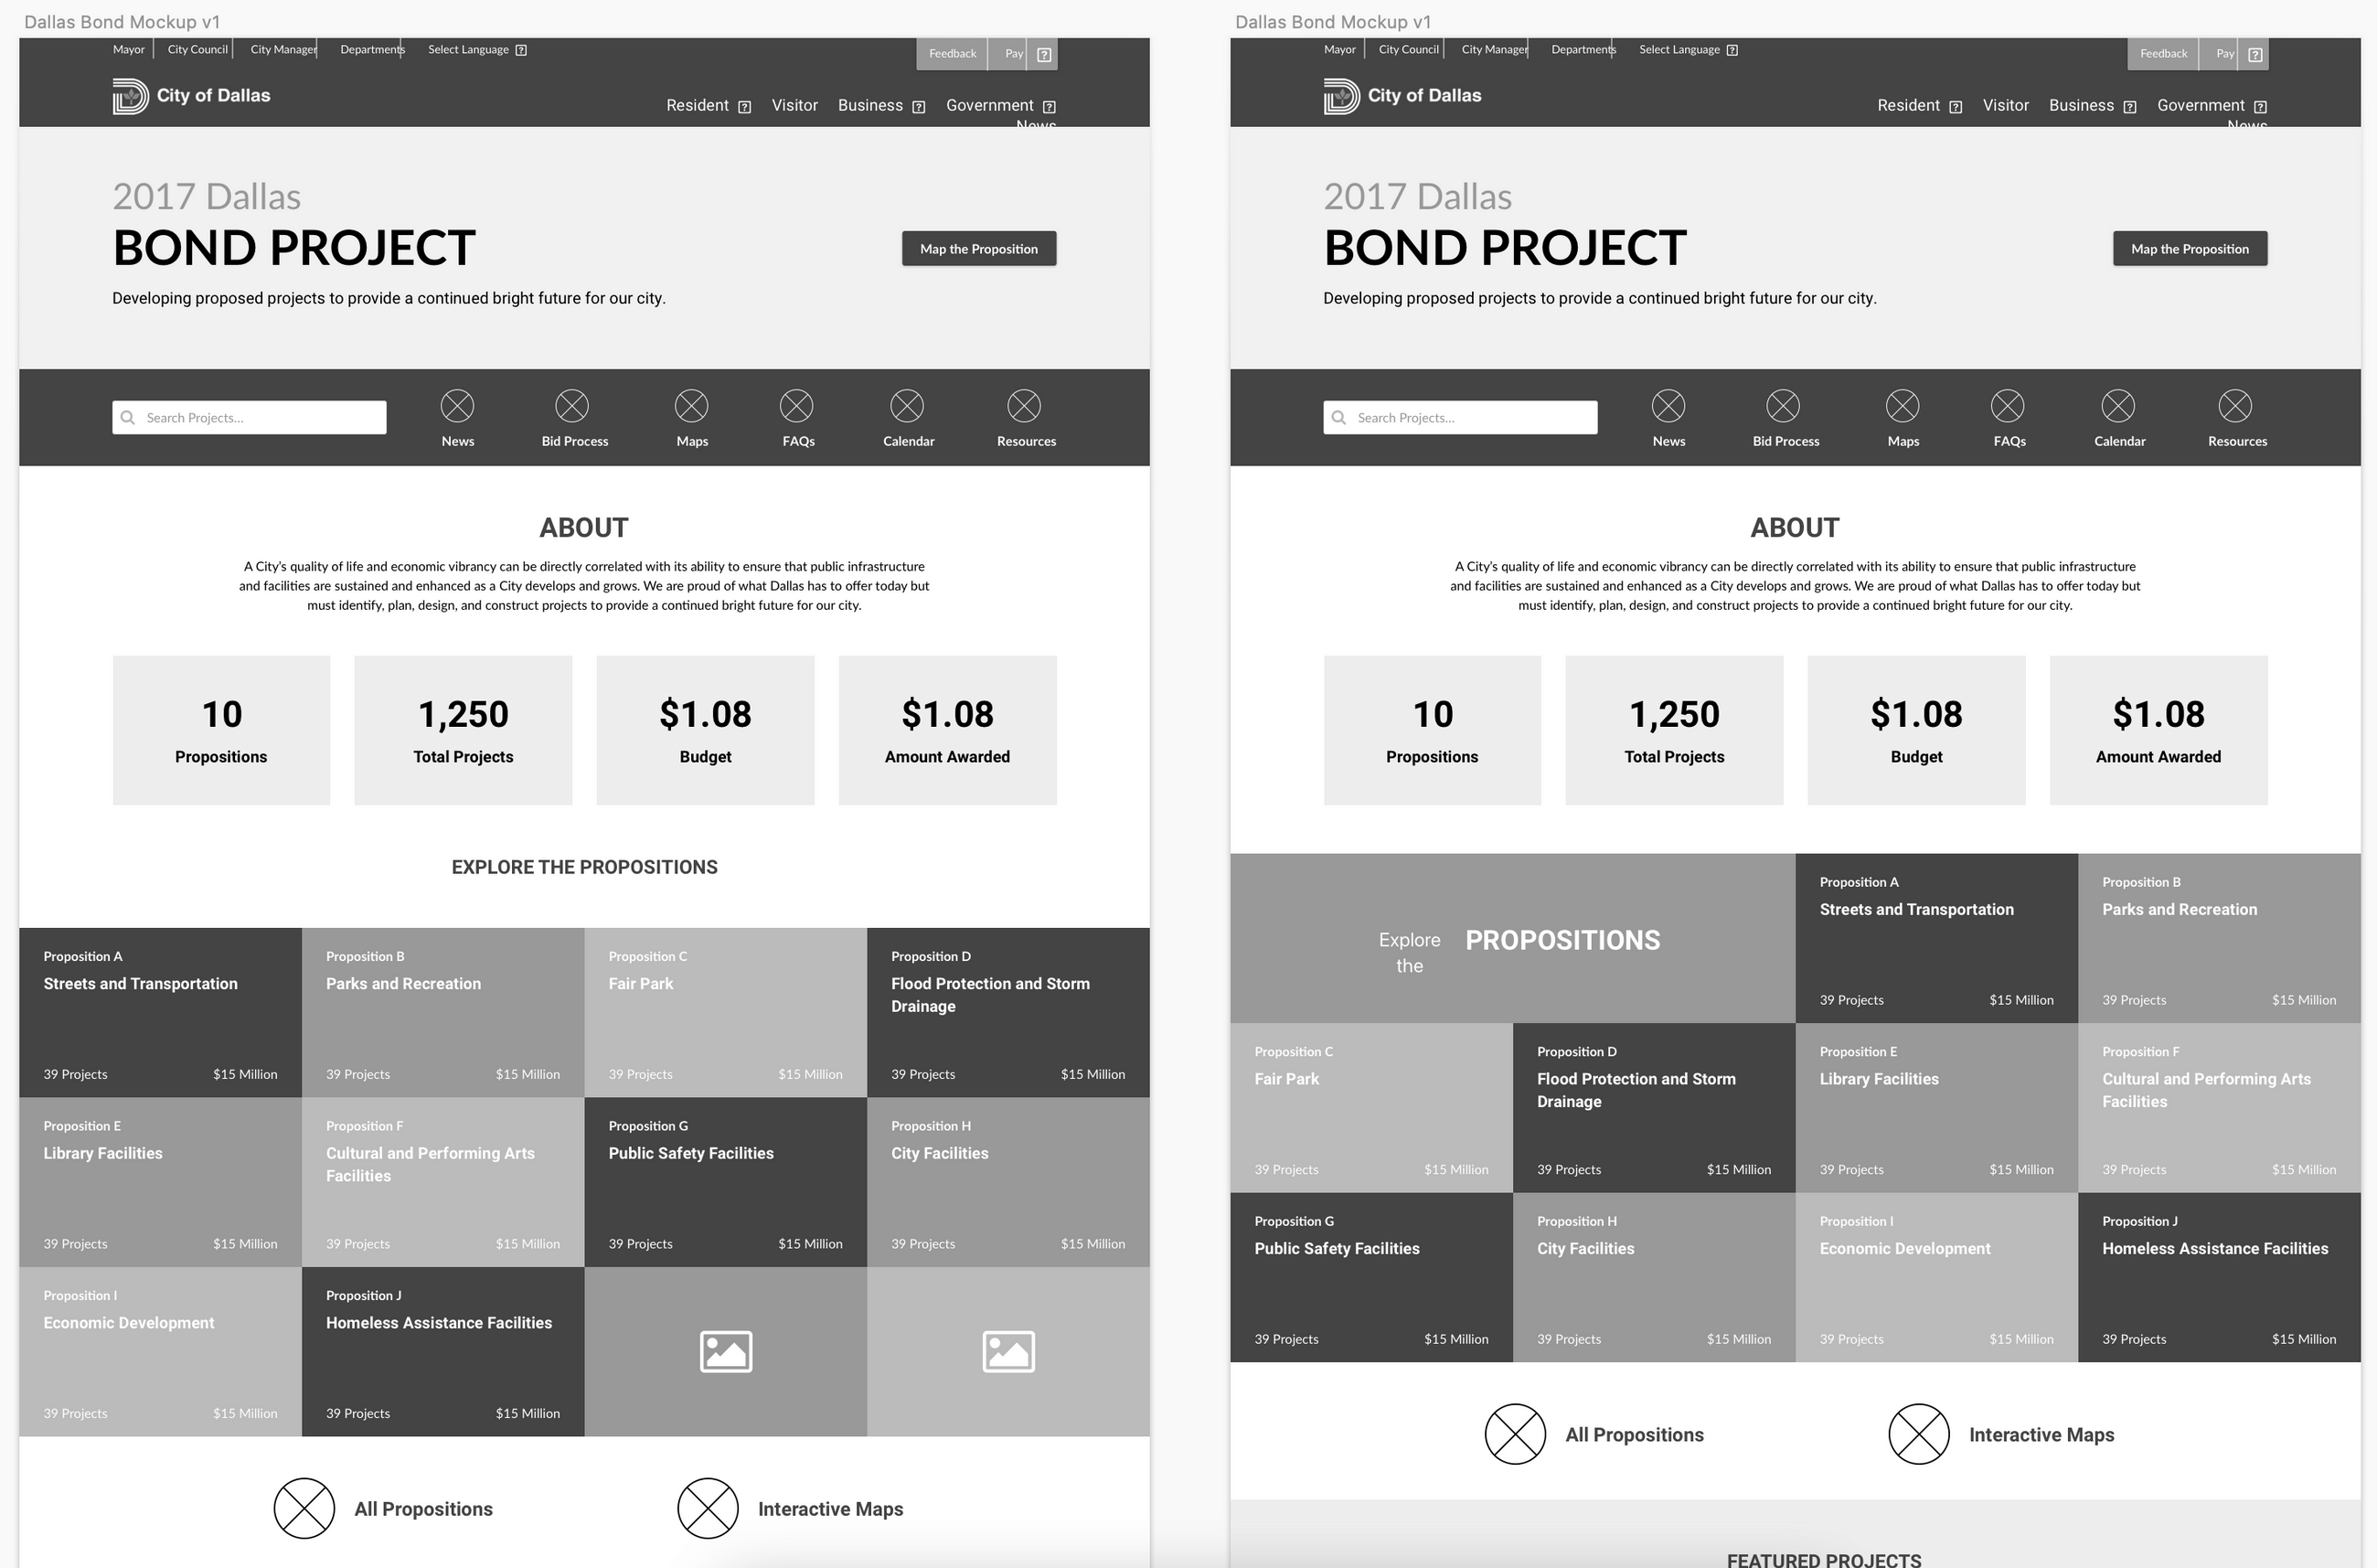 Dallas Bond Mockup v1
Mayor City Council City Manager Departments Select Language ?
Feedback Pay ?
City of Dallas
Resident ? Visitor Business ? Government ?
News
2017 Dallas
BOND PROJECT
Developing proposed projects to provide a continued bright future for our city.
Map the Proposition
Search Projects...
News Bid Process Maps FAQs Calendar Resources
ABOUT
A City's quality of life and economic vibrancy can be directly correlated with its ability to ensure that public infrastructure
and facilities are sustained and enhanced as a City develops and grows. We are proud of what Dallas has to offer today but
must identify, plan, design, and construct projects to provide a continued bright future for our city.
10 1,250 $1.08 $1.08
Propositions Total Projects Budget Amount Awarded
EXPLORE THE PROPOSITIONS
Proposition A
Streets and Transportation
39 Projects $15 Million
Proposition B
Parks and Recreation
39 Projects $15 Million
Proposition C
Fair Park
39 Projects $15 Million
Proposition D
Flood Protection and Storm
Drainage
39 Projects $15 Million
Proposition E
Library Facilities
39 Projects $15 Million
Proposition F
Cultural and Performing Arts
Facilities
39 Projects $15 Million
Proposition G
Public Safety Facilities
39 Projects $15 Million
Proposition H
City Facilities
39 Projects $15 Million
Proposition I
Economic Development
39 Projects $15 Million
Proposition J
Homeless Assistance Facilities
39 Projects $15 Million
All Propositions Interactive Maps
Dallas Bond Mockup v1
Mayor City Council City Manager Departments Select Language ?
Feedback Pay ?
City of Dallas
Resident ? Visitor Business ? Government ?
News
2017 Dallas
BOND PROJECT
Developing proposed projects to provide a continued bright future for our city.
Map the Proposition
Search Projects...
News Bid Process Maps FAQs Calendar Resources
ABOUT
A City's quality of life and economic vibrancy can be directly correlated with its ability to ensure that public infrastructure
and facilities are sustained and enhanced as a City develops and grows. We are proud of what Dallas has to offer today but
must identify, plan, design, and construct projects to provide a continued bright future for our city.
10 1,250 $1.08 $1.08
Propositions Total Projects Budget Amount Awarded
Explore
the
PROPOSITIONS
Proposition A
Streets and Transportation
39 Projects $15 Million
Proposition B
Parks and Recreation
39 Projects $15 Million
Proposition C
Fair Park
39 Projects $15 Million
Proposition D
Flood Protection and Storm
Drainage
39 Projects $15 Million
Proposition E
Library Facilities
39 Projects $15 Million
Proposition F
Cultural and Performing Arts
Facilities
39 Projects $15 Million
Proposition G
Public Safety Facilities
39 Projects $15 Million
Proposition H
City Facilities
39 Projects $15 Million
Proposition I
Economic Development
39 Projects $15 Million
Proposition J
Homeless Assistance Facilities
39 Projects $15 Million
All Propositions Interactive Maps
FEATURED PROJECTS